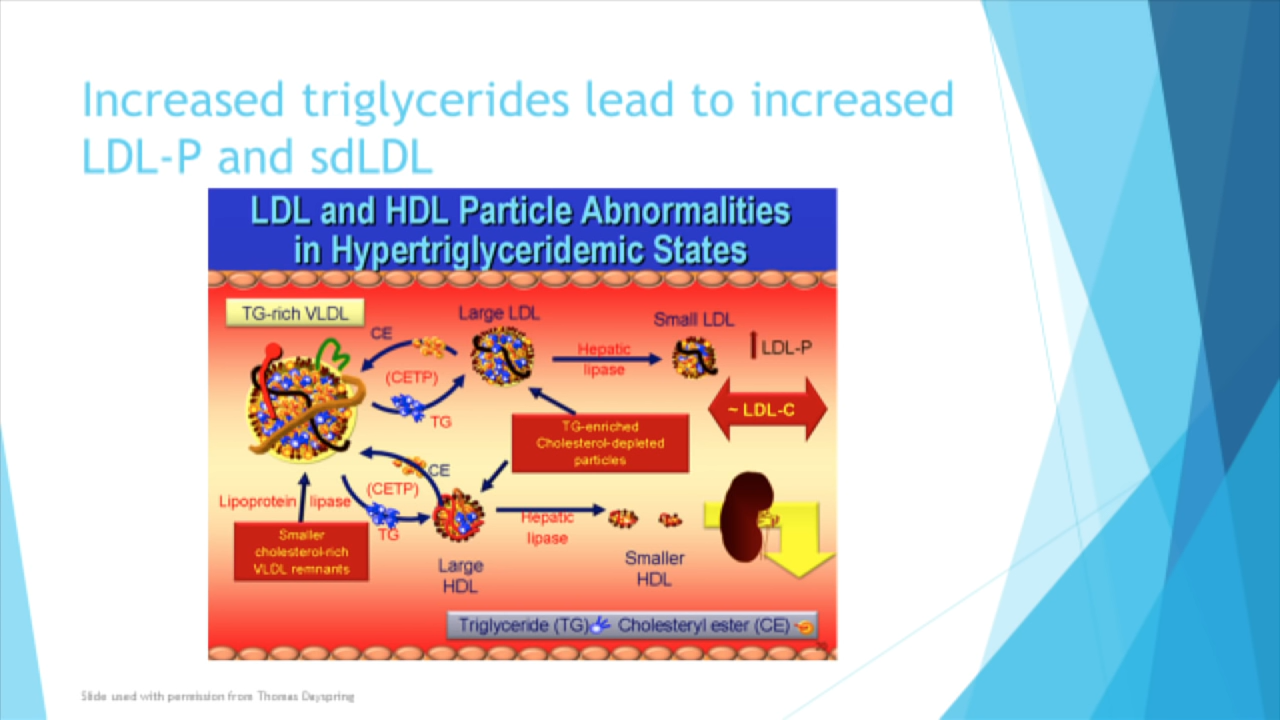 Increased triglycerides lead to increased
LDL-P and sdLDL
LDL and HDL Particle Abnormalities
in Hypertriglyceridemic States
TG-rich VLDL
CE
Large LDL
Small LDL
LDL-P
(CETP)
Hepatic
lipase
TG
~ LDL-C
TG-enriched
Cholesterol-depleted
particles
CE
(CETP)
Lipoprotein lipase
TG
Hepatic
lipase
Smaller
cholesterol-rich
VLDL remnants
Large
HDL
Smaller
HDL
Triglyceride (TG) Cholesteryl ester (CE)
Slide used with permission from Thomas Dayspring